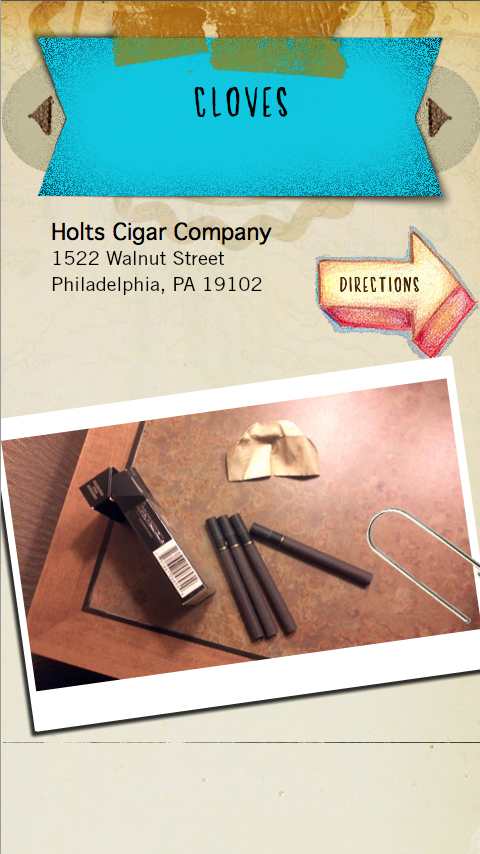 CLOVES
Holts Cigar Company
1522 Walnut Street
Philadelphia, PA 19102
DIRECTIONS